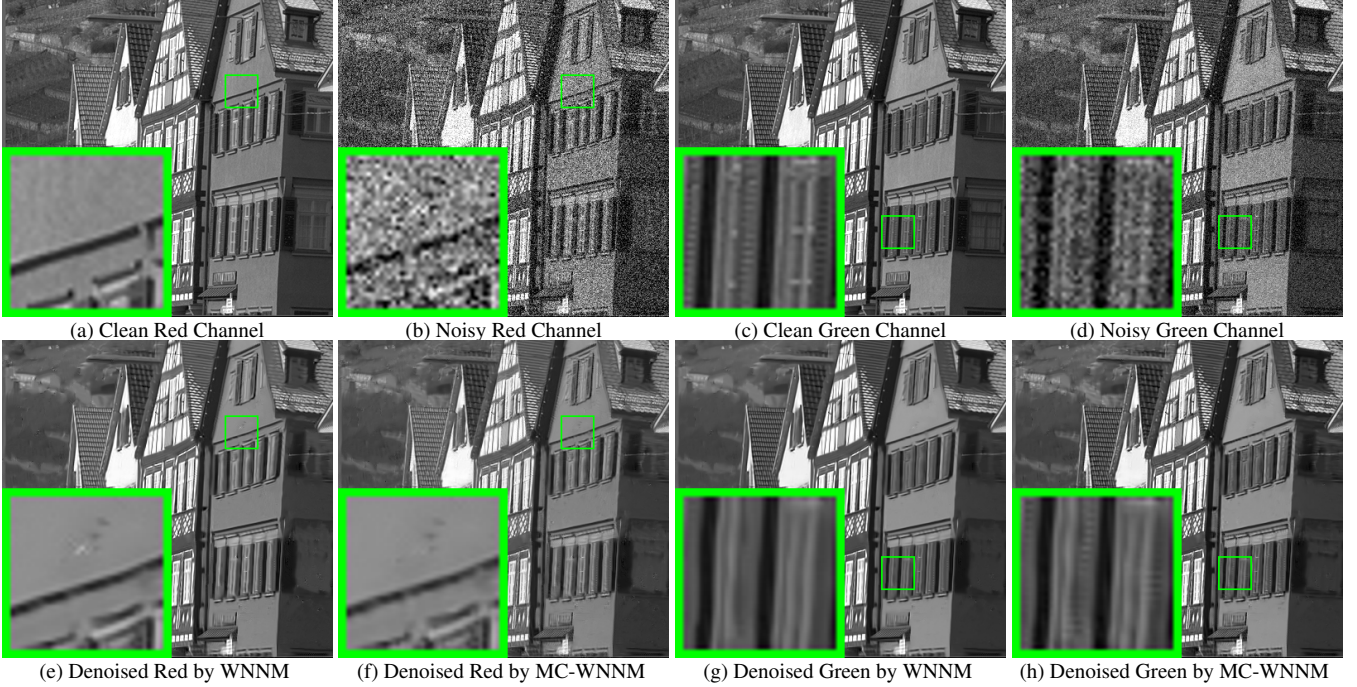 (a) Clean Red Channel
(b) Noisy Red Channel
(c) Clean Green Channel
(d) Noisy Green Channel
(e) Denoised Red by WNNM
(f) Denoised Red by MC-WNNM
(g) Denoised Green by WNNM
(h) Denoised Green by MC-WNNM